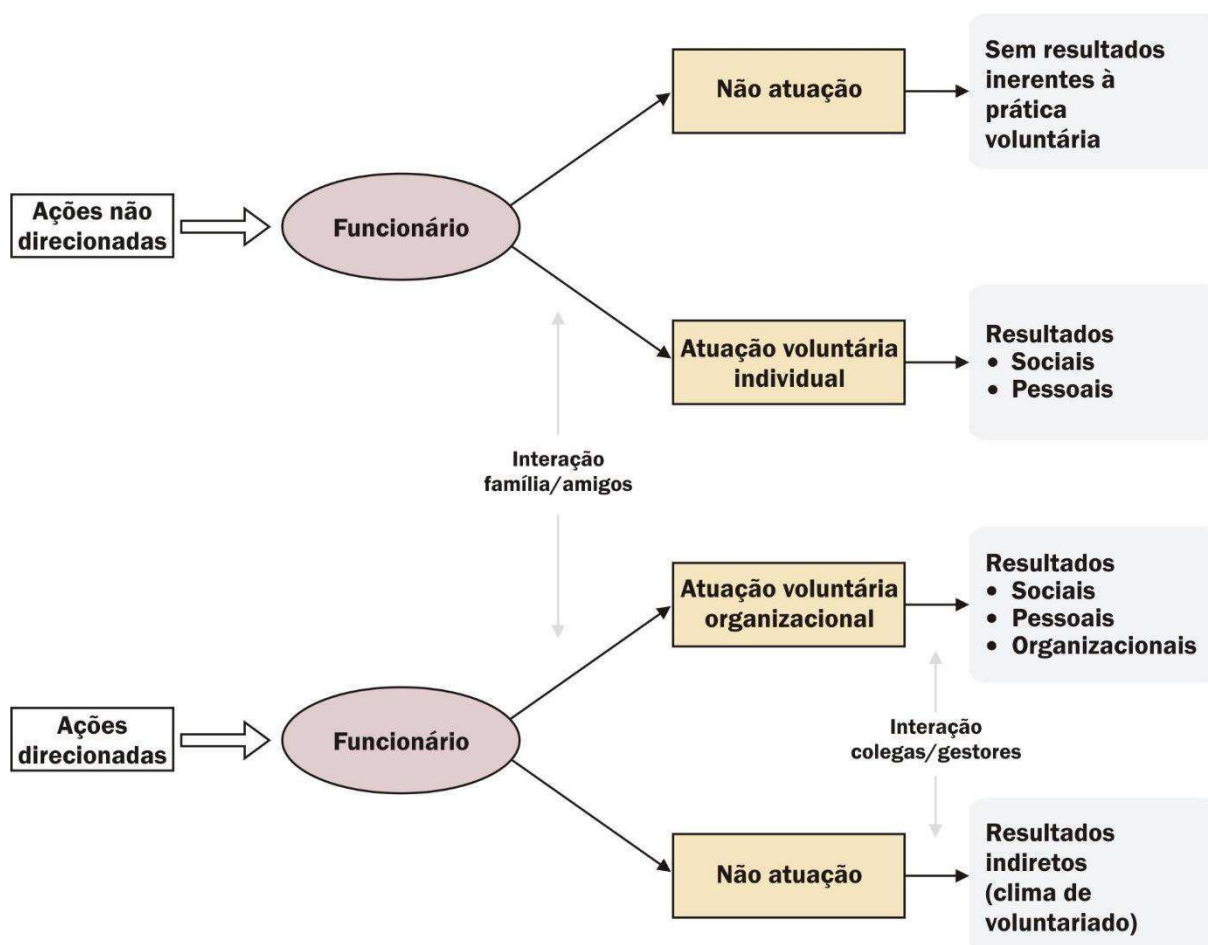 Sem resultados
inerentes à
prática
voluntária
Não atuação
Ações não
direcionadas
Funcionário
Atuação voluntária
individual
Resultados
• Sociais
• Pessoais
Interação
família/amigos
Atuação voluntária
organizacional
Resultados
• Sociais
• Pessoais
• Organizacionais
Ações
direcionadas
Funcionário
Interação
colegas/gestores
Não atuação
Resultados
indiretos
(clima de
voluntariado)